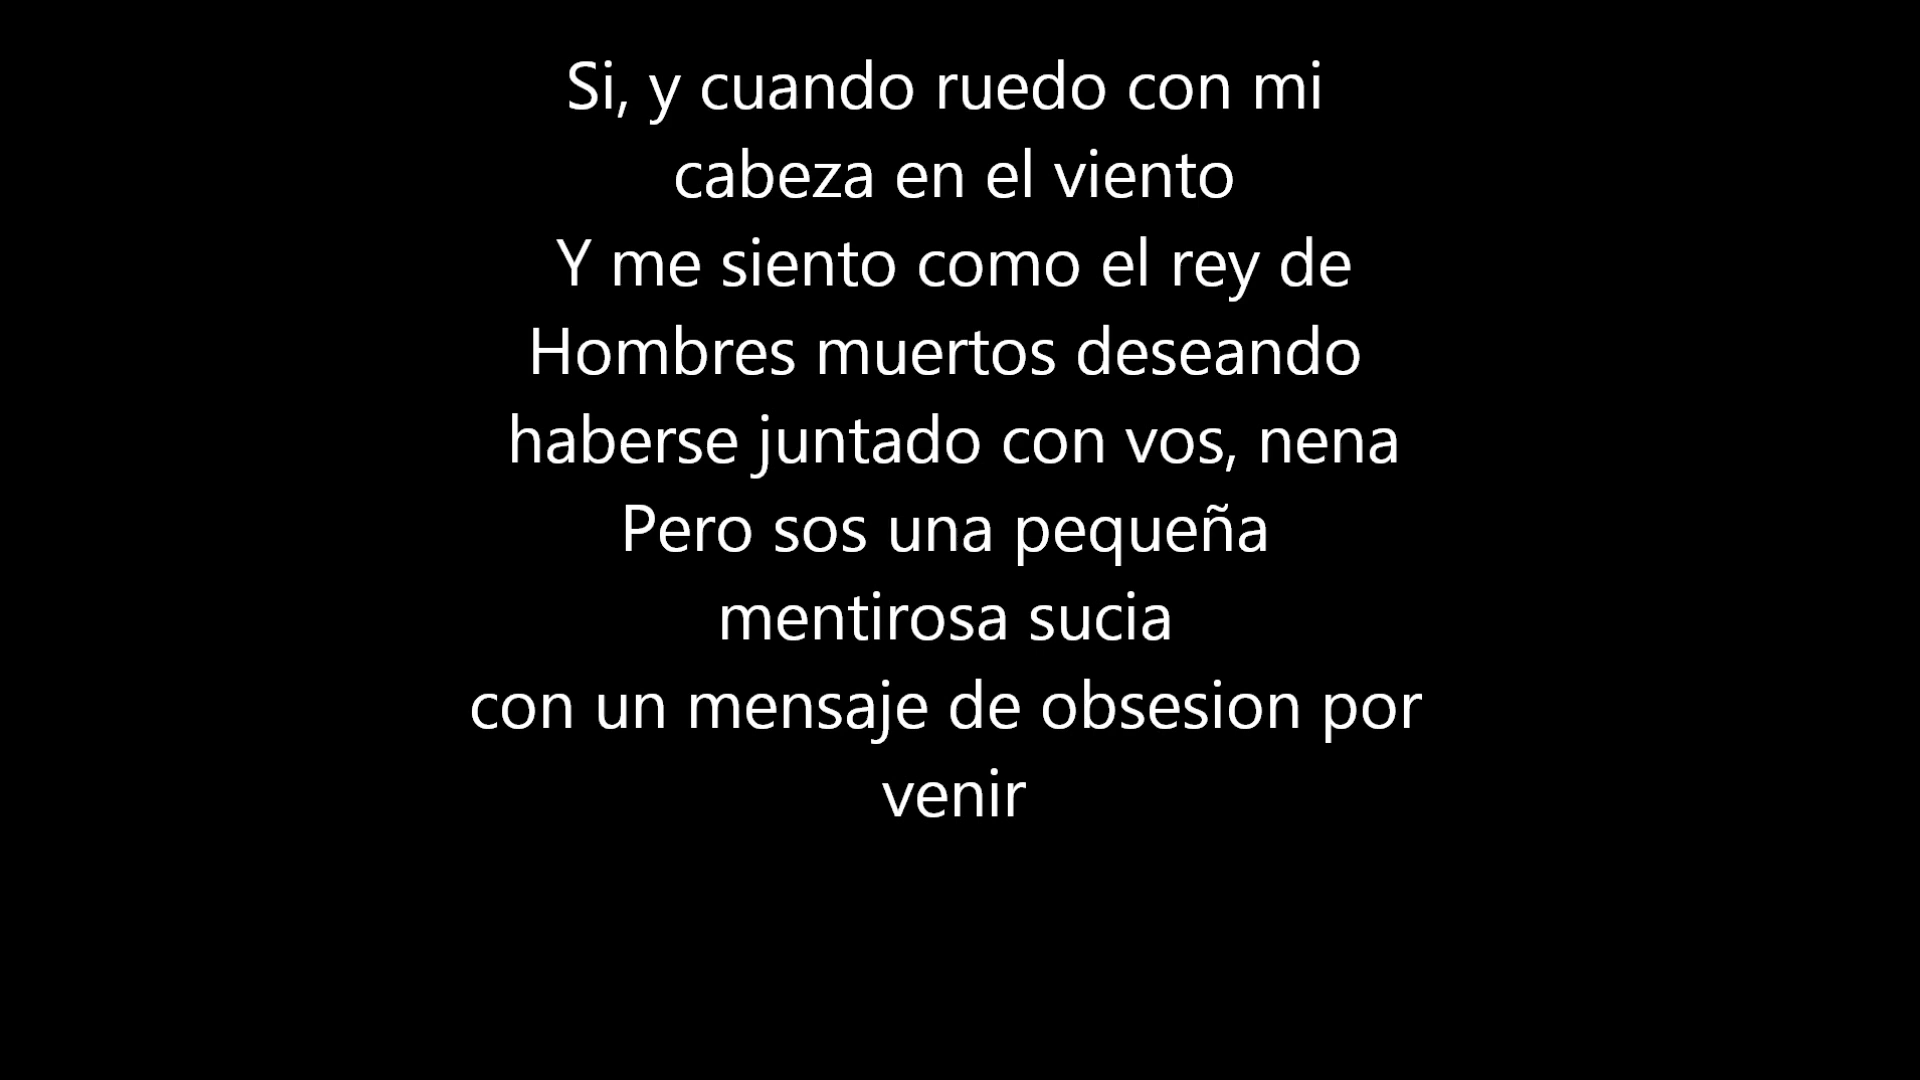 Si, y cuando ruedo con mi
cabeza en el viento
Y me siento como el rey de
Hombres muertos deseando
haberse juntado con vos, nena
Pero sos una pequeña
mentirosa sucia
con un mensaje de obsesion por
venir